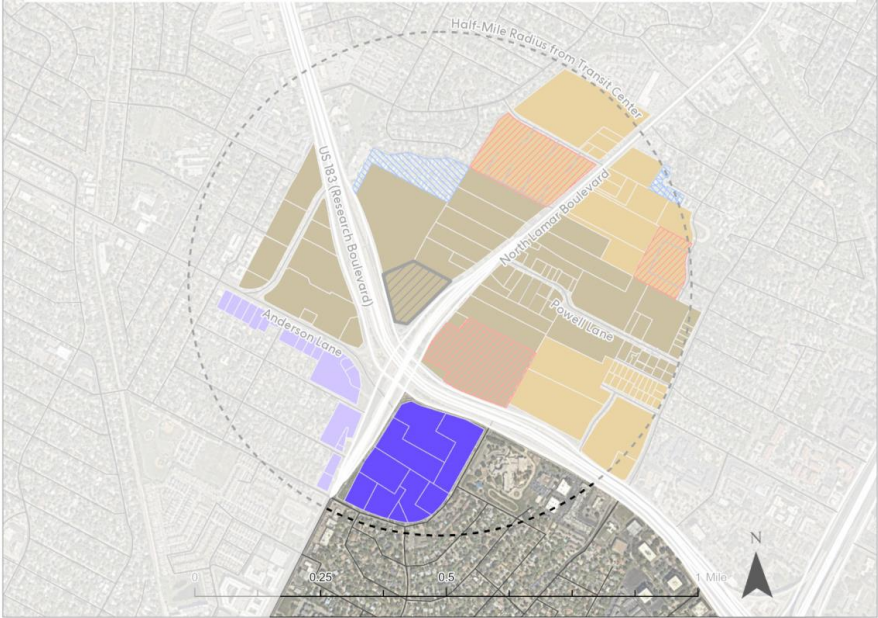 Half-Mile Radius from Transit Center
US 183 (Research Boulevard)
North Lamar Boulevard
Powell Lane
Anderson Lane
N
0 0.25 0.5 1 Mile